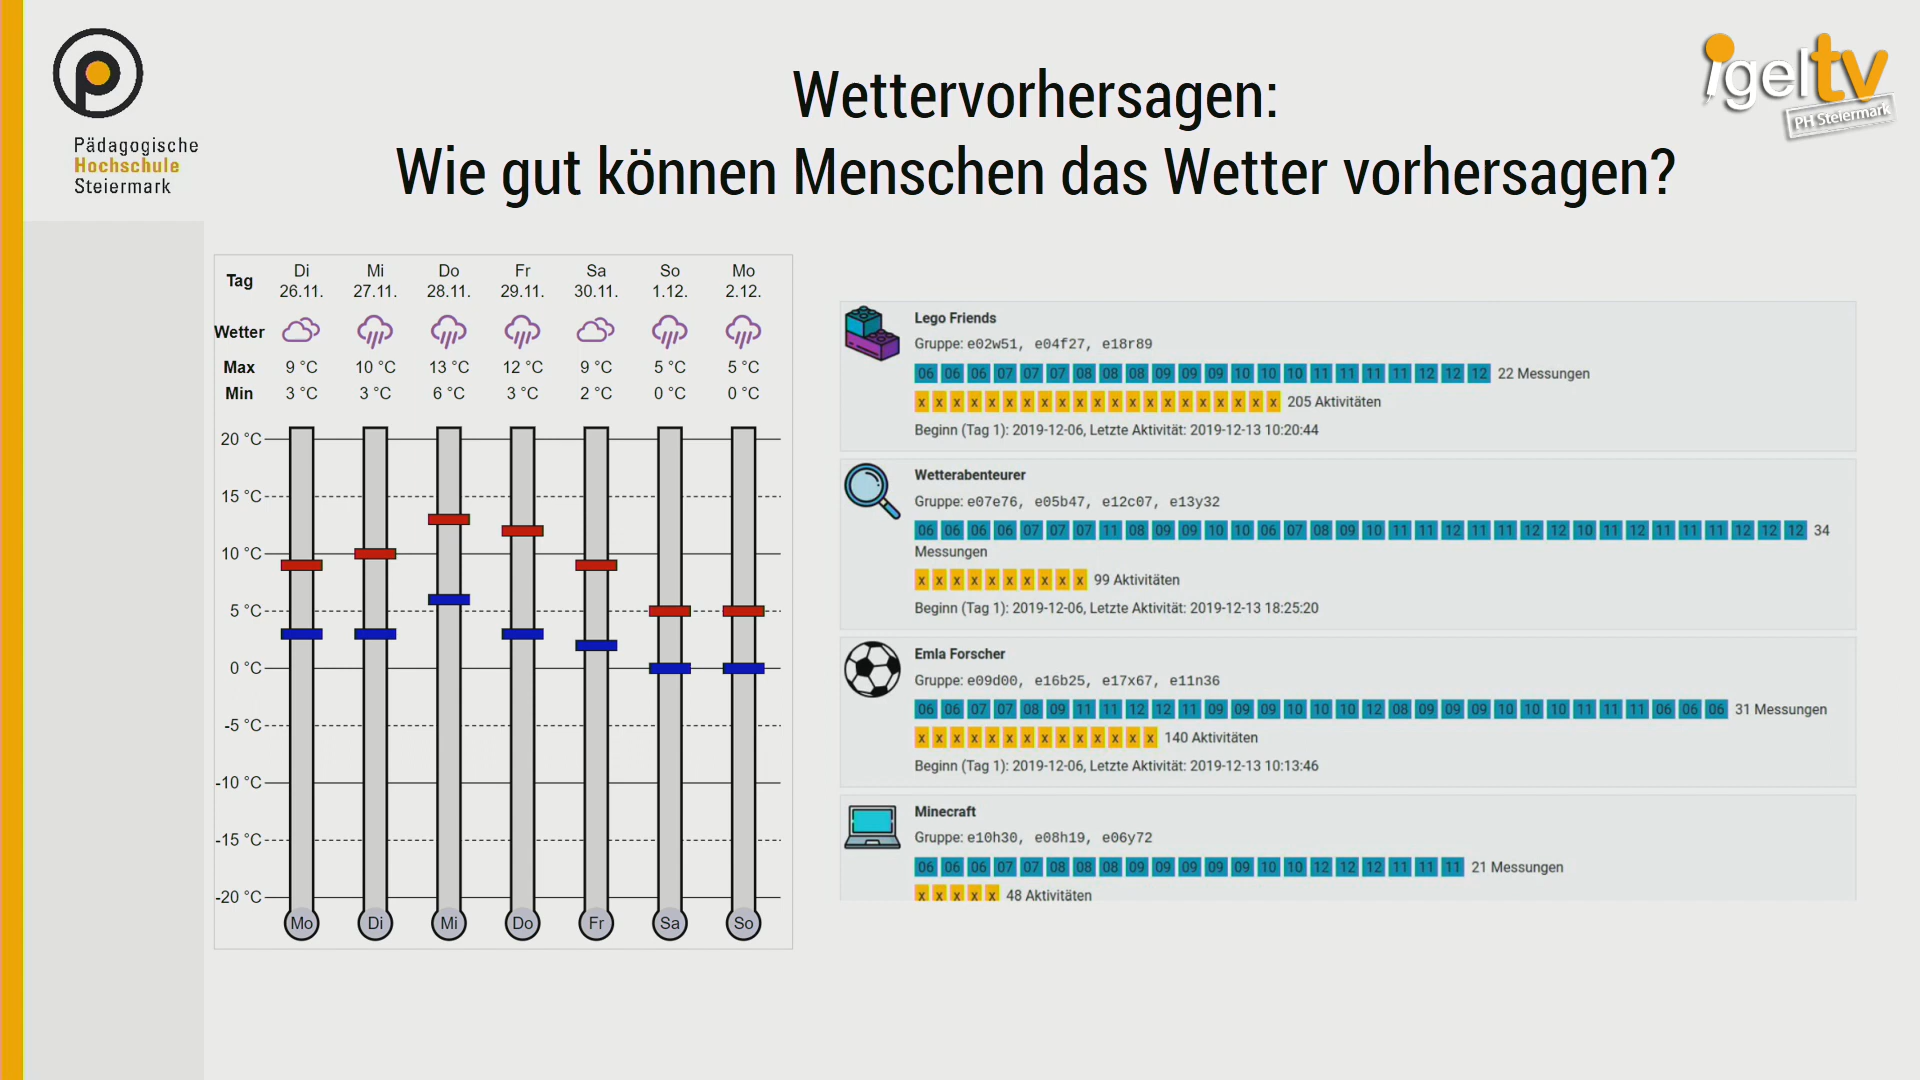 Pädagogische
Hochschule
Steiermark
igeltv
PH Steiermark
Wettervorhersagen:
Wie gut können Menschen das Wetter vorhersagen?
Tag Di Mi Do Fr Sa So Mo
26.11. 27.11. 28.11. 29.11. 30.11. 1.12. 2.12.
Wetter
Max 9 °C 10 °C 13 °C 12 °C 9 °C 5 °C 5 °C
Min 3 °C 3 °C 6 °C 3 °C 2 °C 0 °C 0 °C
20 °C
15 °C
10 °C
5 °C
0 °C
-5 °C
-10 °C
-15 °C
-20 °C
Mo Di Mi Do Fr Sa So
Lego Friends
Gruppe: e02w51, e04f27, e18r89
06 06 06 07 07 07 08 08 08 09 09 09 10 10 10 11 11 11 11 12 12 12 22 Messungen
x x x x x x x x x x x x x x x x x x x x x 205 Aktivitäten
Beginn (Tag 1): 2019-12-06, Letzte Aktivität: 2019-12-13 10:20:44
Wetterabenteurer
Gruppe: e07e76, e05b47, e12c07, e13y32
06 06 06 06 07 07 07 11 08 09 09 10 10 06 07 08 09 10 11 11 12 11 11 12 12 10 11 12 11 11 11 12 12 12 34
Messungen
x x x x x x x x x x 99 Aktivitäten
Beginn (Tag 1): 2019-12-06, Letzte Aktivität: 2019-12-13 18:25:20
Emla Forscher
Gruppe: e09d00, e16b25, e17x67, e11n36
06 06 07 07 08 09 11 11 12 12 11 09 09 09 10 10 10 12 08 09 09 09 10 10 10 11 11 11 06 06 06 31 Messungen
x x x x x x x x x x x x x x 140 Aktivitäten
Beginn (Tag 1): 2019-12-06, Letzte Aktivität: 2019-12-13 10:13:46
Minecraft
Gruppe: e10h30, e08h19, e06y72
06 06 06 07 07 08 08 08 09 09 09 09 09 10 10 12 12 12 11 11 11 21 Messungen
x x x x x 48 Aktivitäten